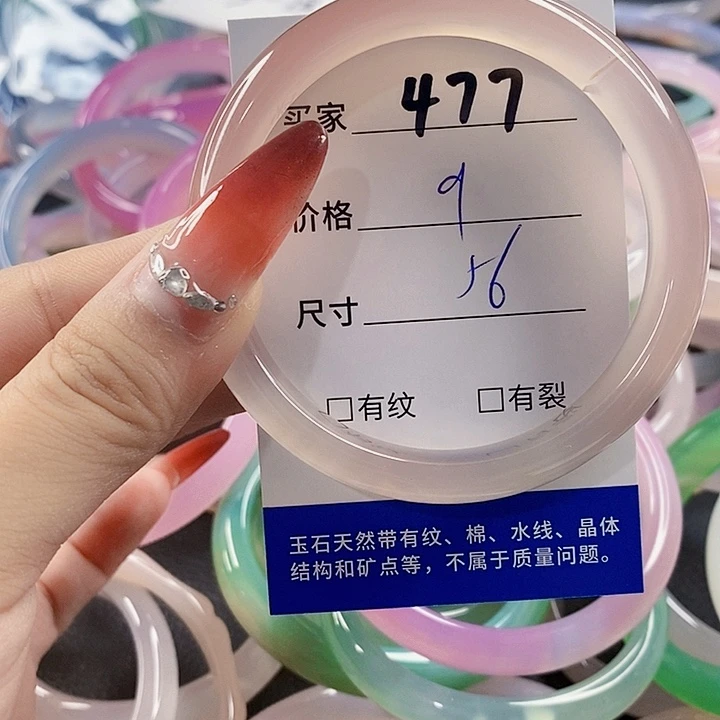 买家 477
价格 9
尺寸 56
□有纹 □有裂
玉石天然带有纹、棉、水线、晶体
结构和矿点等，不属于质量问题。